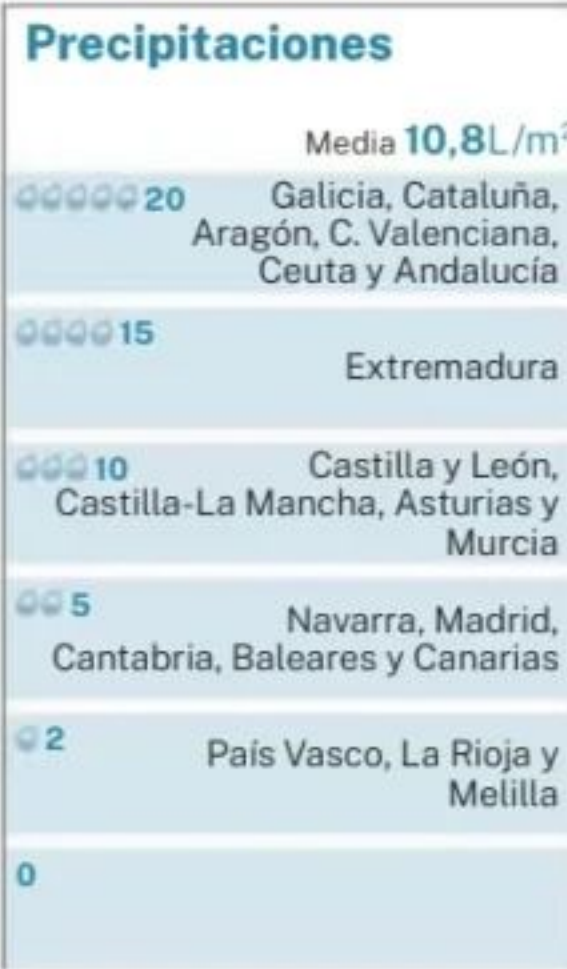 Precipitaciones
Media 10,8L/m²
20 Galicia, Cataluña,
Aragón, C. Valenciana,
Ceuta y Andalucía
15
Extremadura
10 Castilla y León,
Castilla-La Mancha, Asturias y
Murcia
5
Navarra, Madrid,
Cantabria, Baleares y Canarias
2
País Vasco, La Rioja y
Melilla
0